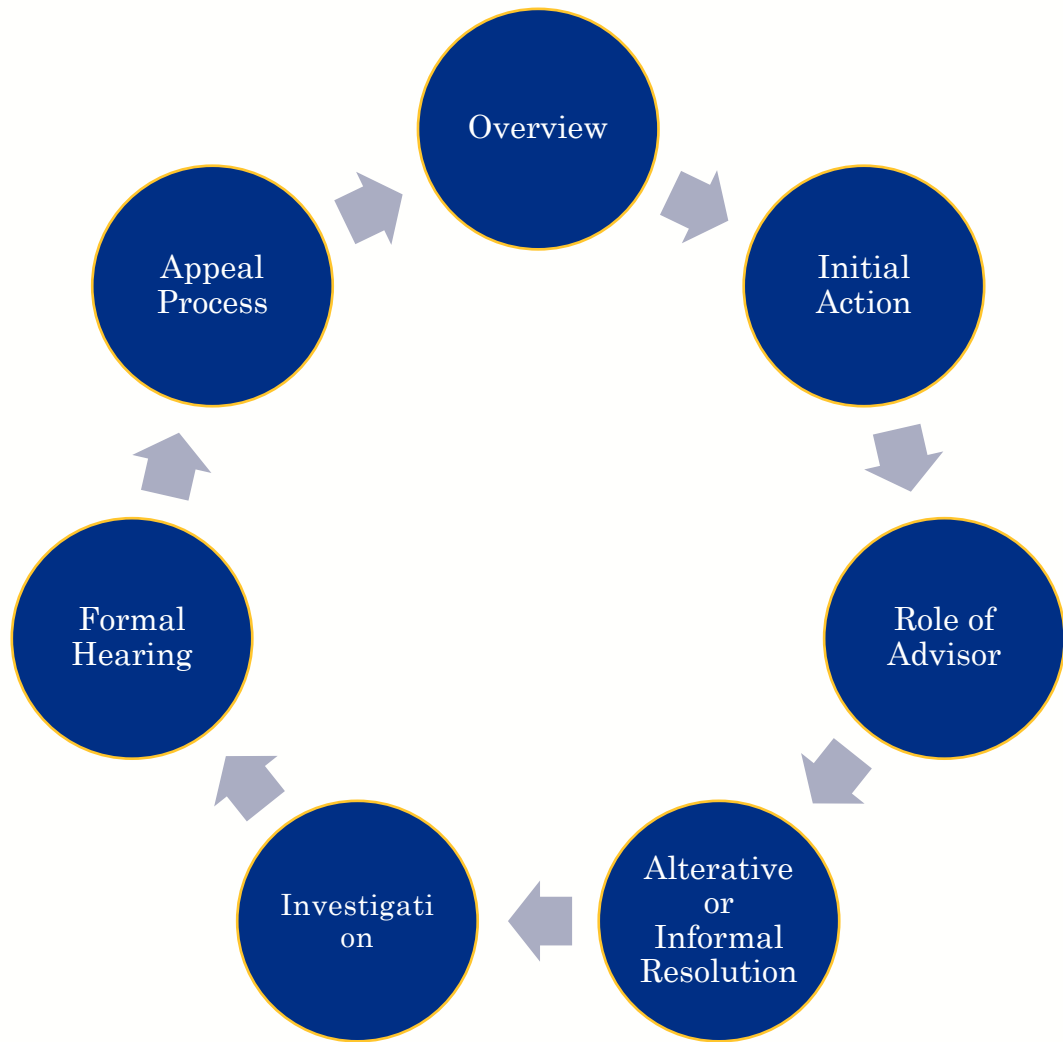 Overview
Initial
Action
Role of
Advisor
Alterative
or
Informal
Resolution
Investigati
on
Formal
Hearing
Appeal
Process